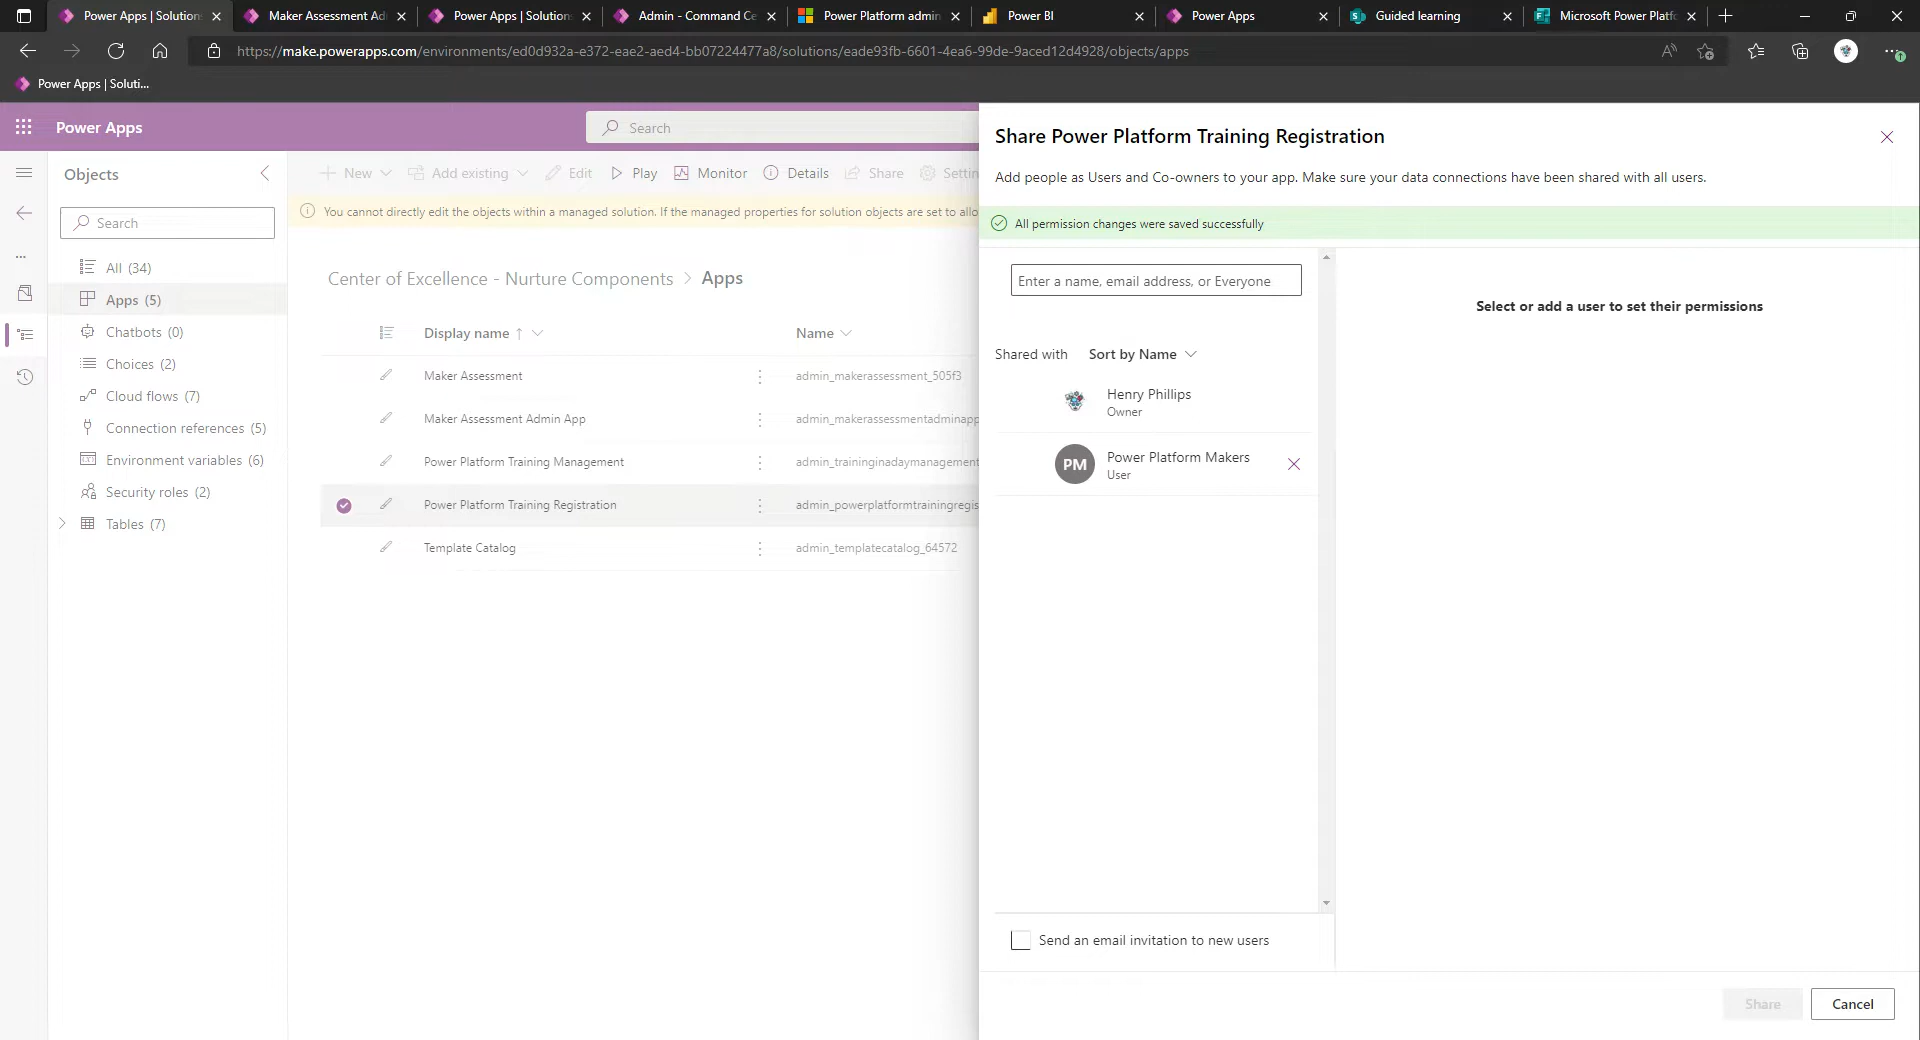 Power Apps | Solution
Maker Assessment Ad
Power Apps | Solution
Admin - Command Ce
Power Platform admin
Power BI
Power Apps
Guided learning
Microsoft Power Platf
https://make.powerapps.com/environments/ed0d932a-e372-eae2-aed4-bb07224477a8/solutions/eade93fb-6601-4ea6-99de-9aced12d4928/objects/apps
Power Apps | Soluti...
Power Apps
Search
Objects
Search
All (34)
Apps (5)
Chatbots (0)
Choices (2)
Cloud flows (7)
Connection references (5)
Environment variables (6)
Security roles (2)
Tables (7)
New
Add existing
Edit
Play
Monitor
Details
Share
Settin
You cannot directly edit the objects within a managed solution. If the managed properties for solution objects are set to allo
Center of Excellence - Nurture Components > Apps
Display name ↑
Name
Maker Assessment
admin_makerassessment_505f3
Maker Assessment Admin App
admin_makerassessmentadminapp
Power Platform Training Management
admin_traininginadaymanagement
Power Platform Training Registration
admin_powerplatformtrainingregis
Template Catalog
admin_templatecatalog_64572
Share Power Platform Training Registration
Add people as Users and Co-owners to your app. Make sure your data connections have been shared with all users.
All permission changes were saved successfully
Enter a name, email address, or Everyone
Select or add a user to set their permissions
Shared with
Sort by Name
Henry Phillips
Owner
PM
Power Platform Makers
User
Send an email invitation to new users
Share
Cancel